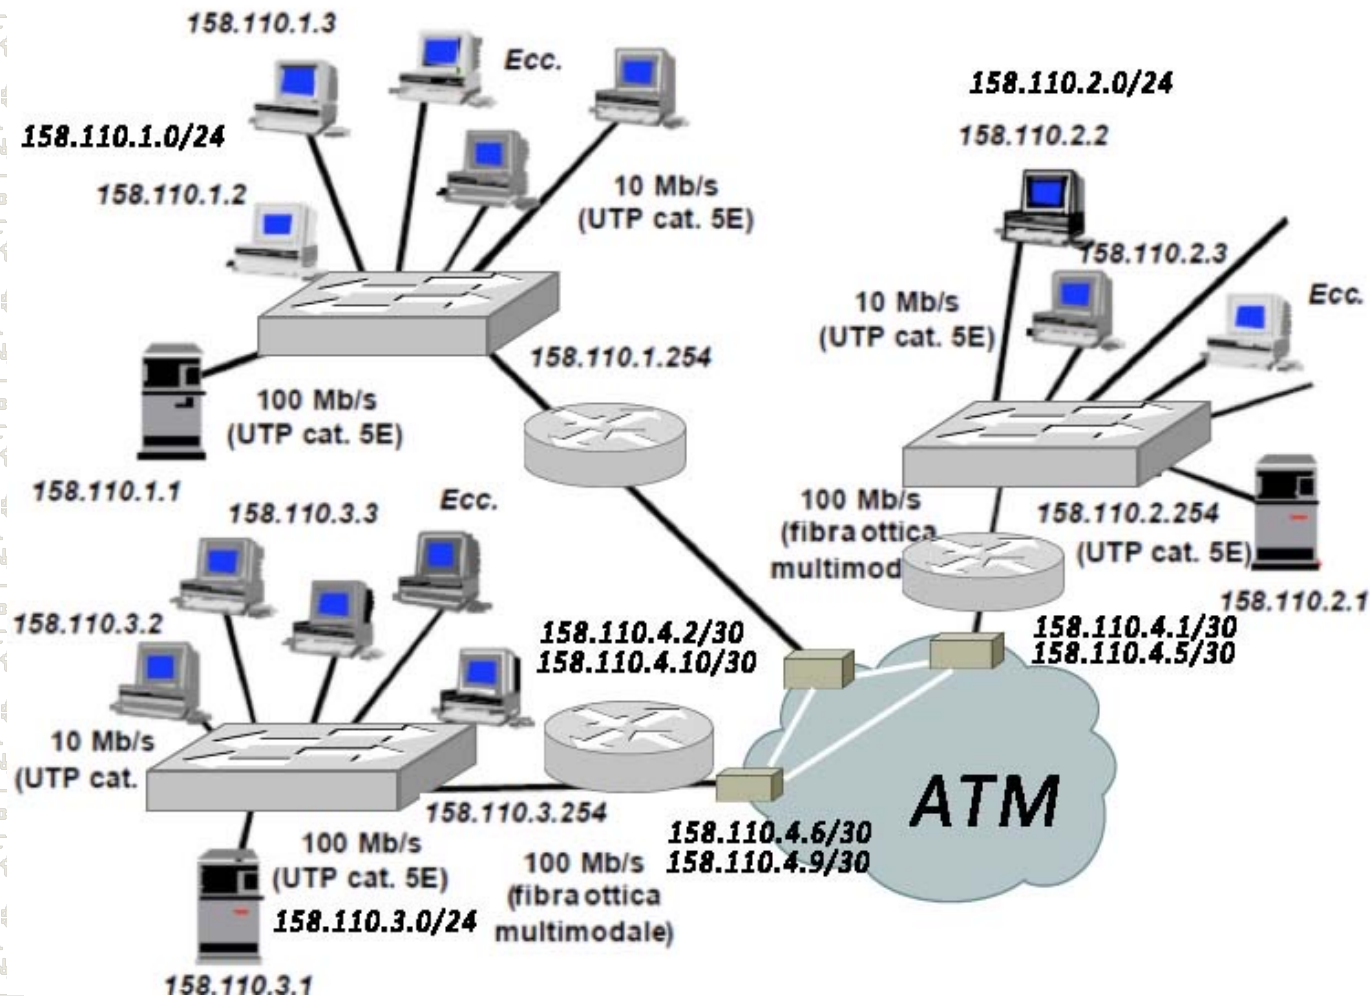 158.110.1.3
Ecc.
158.110.1.0/24
158.110.1.2
10 Mb/s
(UTP cat. 5E)
158.110.2.0/24
158.110.2.2
158.110.2.3
Ecc.
10 Mb/s
(UTP cat. 5E)
158.110.1.254
100 Mb/s
(UTP cat. 5E)
158.110.1.1
158.110.3.3
Ecc.
100 Mb/s
(fibra ottica
multimod
158.110.2.254
(UTP cat. 5E)
158.110.2.1
158.110.3.2
158.110.4.2/30
158.110.4.10/30
158.110.4.1/30
158.110.4.5/30
10 Mb/s
(UTP cat.
158.110.3.254
ATM
158.110.4.6/30
158.110.4.9/30
100 Mb/s
(UTP cat. 5E)
100 Mb/s
(fibra ottica
multimodale)
158.110.3.0/24
158.110.3.1